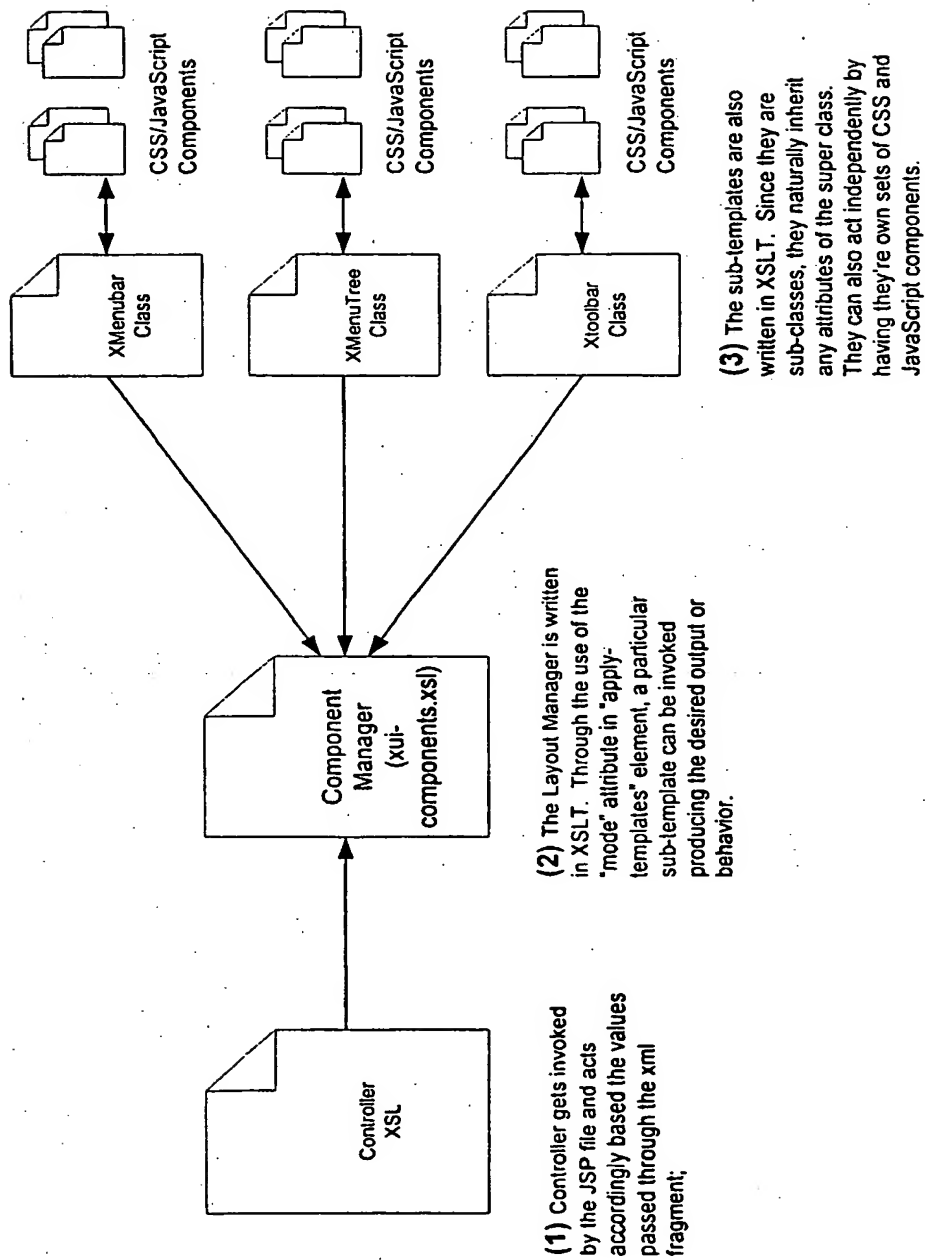 Controller
XSL
(1) Controller gets invoked
by the JSP file and acts
accordingly based the values
passed through the xml
fragment;
Component
Manager
(xui-
components.xsl)
(2) The Layout Manager is written
in XSLT. Through the use of the
"mode" attribute in "apply-
templates" element, a particular
sub-template can be invoked
producing the desired output or
behavior.
XMenubar
Class
CSS/JavaScript
Components
XMenuTree
Class
CSS/JavaScript
Components
Xtoolbar
Class
CSS/JavaScript
Components
(3) The sub-templates are also
written in XSLT. Since they are
sub-classes, they naturally inherit
any attributes of the super class.
They can also act independently by
having they're own sets of CSS and
JavaScript components.